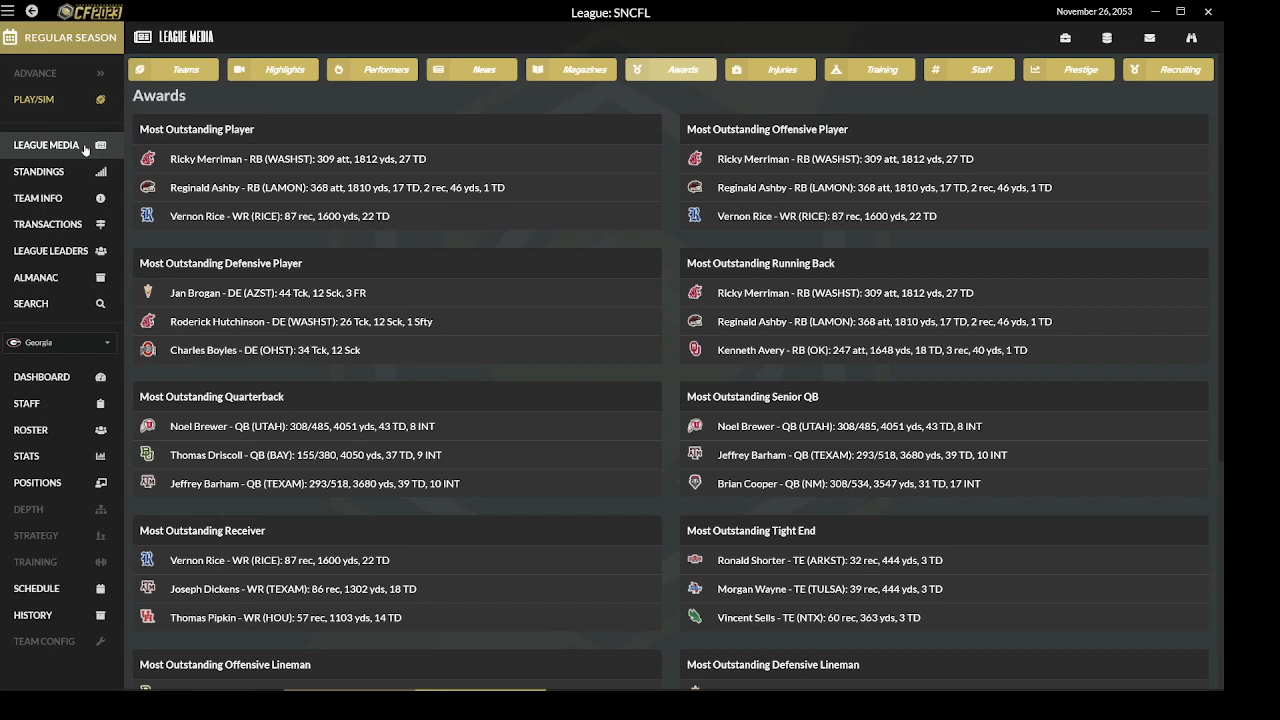 CF2023
League: SNCFL
November 26, 2053
REGULAR SEASON
LEAGUE MEDIA
ADVANCE
PLAY/SIM
LEAGUE MEDIA
STANDINGS
TEAM INFO
TRANSACTIONS
LEAGUE LEADERS
ALMANAC
SEARCH
Georgia
DASHBOARD
STAFF
ROSTER
STATS
POSITIONS
DEPTH
STRATEGY
TRAINING
SCHEDULE
HISTORY
TEAM CONFIG
Teams
Highlights
Performers
News
Magazines
Awards
Injuries
Training
Staff
Prestige
Recruiting
Awards
Most Outstanding Player
Ricky Merriman - RB (WASHST): 309 att, 1812 yds, 27 TD
Reginald Ashby - RB (LAMON): 368 att, 1810 yds, 17 TD, 2 rec, 46 yds, 1 TD
Vernon Rice - WR (RICE): 87 rec, 1600 yds, 22 TD
Most Outstanding Offensive Player
Ricky Merriman - RB (WASHST): 309 att, 1812 yds, 27 TD
Reginald Ashby - RB (LAMON): 368 att, 1810 yds, 17 TD, 2 rec, 46 yds, 1 TD
Vernon Rice - WR (RICE): 87 rec, 1600 yds, 22 TD
Most Outstanding Defensive Player
Jan Brogan - DE (AZST): 44 Tck, 12 Sck, 3 FR
Roderick Hutchinson - DE (WASHST): 26 Tck, 12 Sck, 1 Sfty
Charles Boyles - DE (OHST): 34 Tck, 12 Sck
Most Outstanding Running Back
Ricky Merriman - RB (WASHST): 309 att, 1812 yds, 27 TD
Reginald Ashby - RB (LAMON): 368 att, 1810 yds, 17 TD, 2 rec, 46 yds, 1 TD
Kenneth Avery - RB (OK): 247 att, 1648 yds, 18 TD, 3 rec, 40 yds, 1 TD
Most Outstanding Quarterback
Noel Brewer - QB (UTAH): 308/485, 4051 yds, 43 TD, 8 INT
Thomas Driscoll - QB (BAY): 155/380, 4050 yds, 37 TD, 9 INT
Jeffrey Barham - QB (TEXAM): 293/518, 3680 yds, 39 TD, 10 INT
Most Outstanding Senior QB
Noel Brewer - QB (UTAH): 308/485, 4051 yds, 43 TD, 8 INT
Jeffrey Barham - QB (TEXAM): 293/518, 3680 yds, 39 TD, 10 INT
Brian Cooper - QB (NM): 308/534, 3547 yds, 31 TD, 17 INT
Most Outstanding Receiver
Vernon Rice - WR (RICE): 87 rec, 1600 yds, 22 TD
Joseph Dickens - WR (TEXAM): 86 rec, 1302 yds, 18 TD
Thomas Pipkin - WR (HOU): 57 rec, 1103 yds, 14 TD
Most Outstanding Tight End
Ronald Shorter - TE (ARKST): 32 rec, 444 yds, 3 TD
Morgan Wayne - TE (TULSA): 39 rec, 444 yds, 3 TD
Vincent Sells - TE (NTX): 60 rec, 363 yds, 3 TD
Most Outstanding Offensive Lineman
Most Outstanding Defensive Lineman